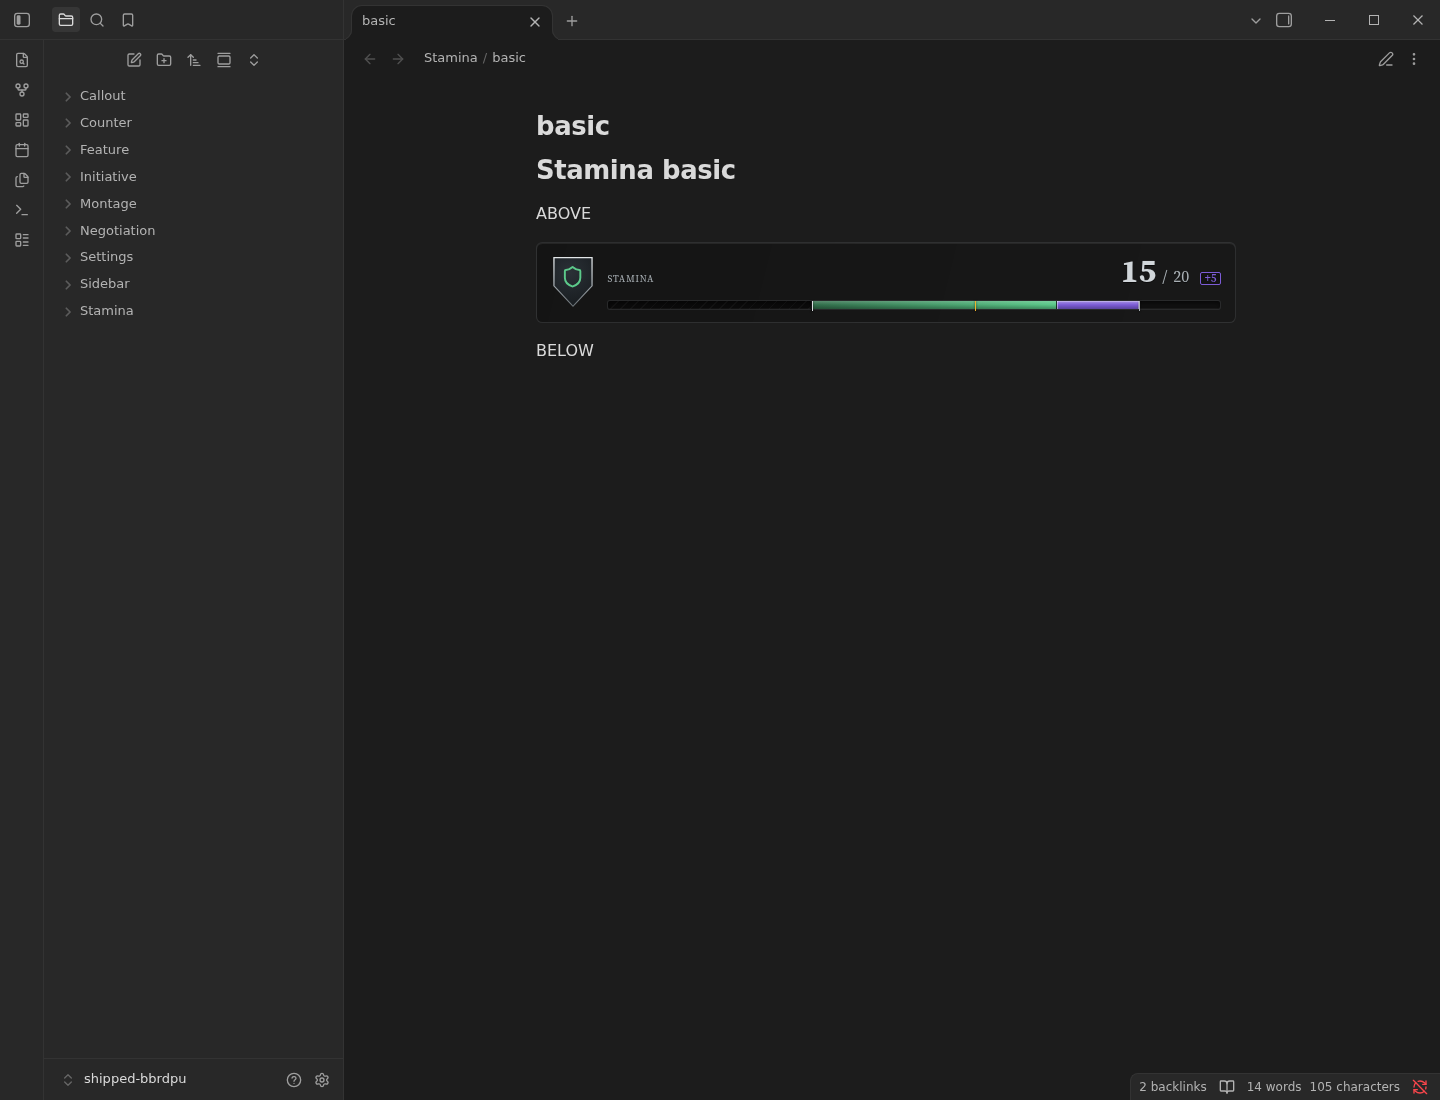 basic
Stamina / basic
Callout
Counter
Feature
Initiative
Montage
Negotiation
Settings
Sidebar
Stamina
basic
Stamina basic
ABOVE
STAMINA
15 / 20 +5
BELOW
shipped-bbrdpu
2 backlinks 14 words 105 characters